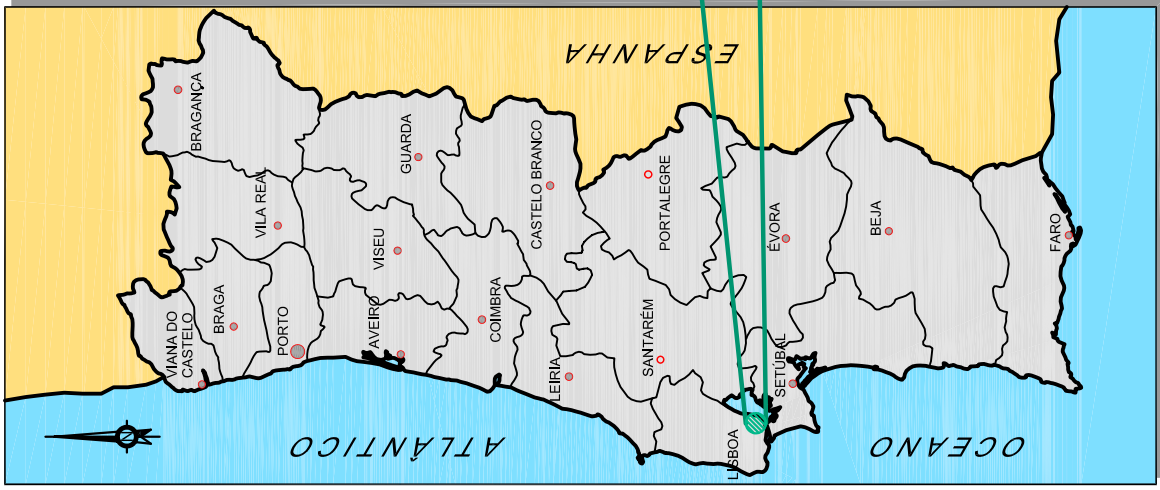 ESPANHA
BRAGANÇA
VILA REAL
GUARDA
CASTELO BRANCO
PORTALEGRE
ÉVORA
BEJA
FARO
VIANA DO
CASTELO
BRAGA
PORTO
VISEU
AVEIRO
COIMBRA
LEIRIA
SANTARÉM
SETÚBAL
LISBOA
N
ATLÂNTICO
OCEANO